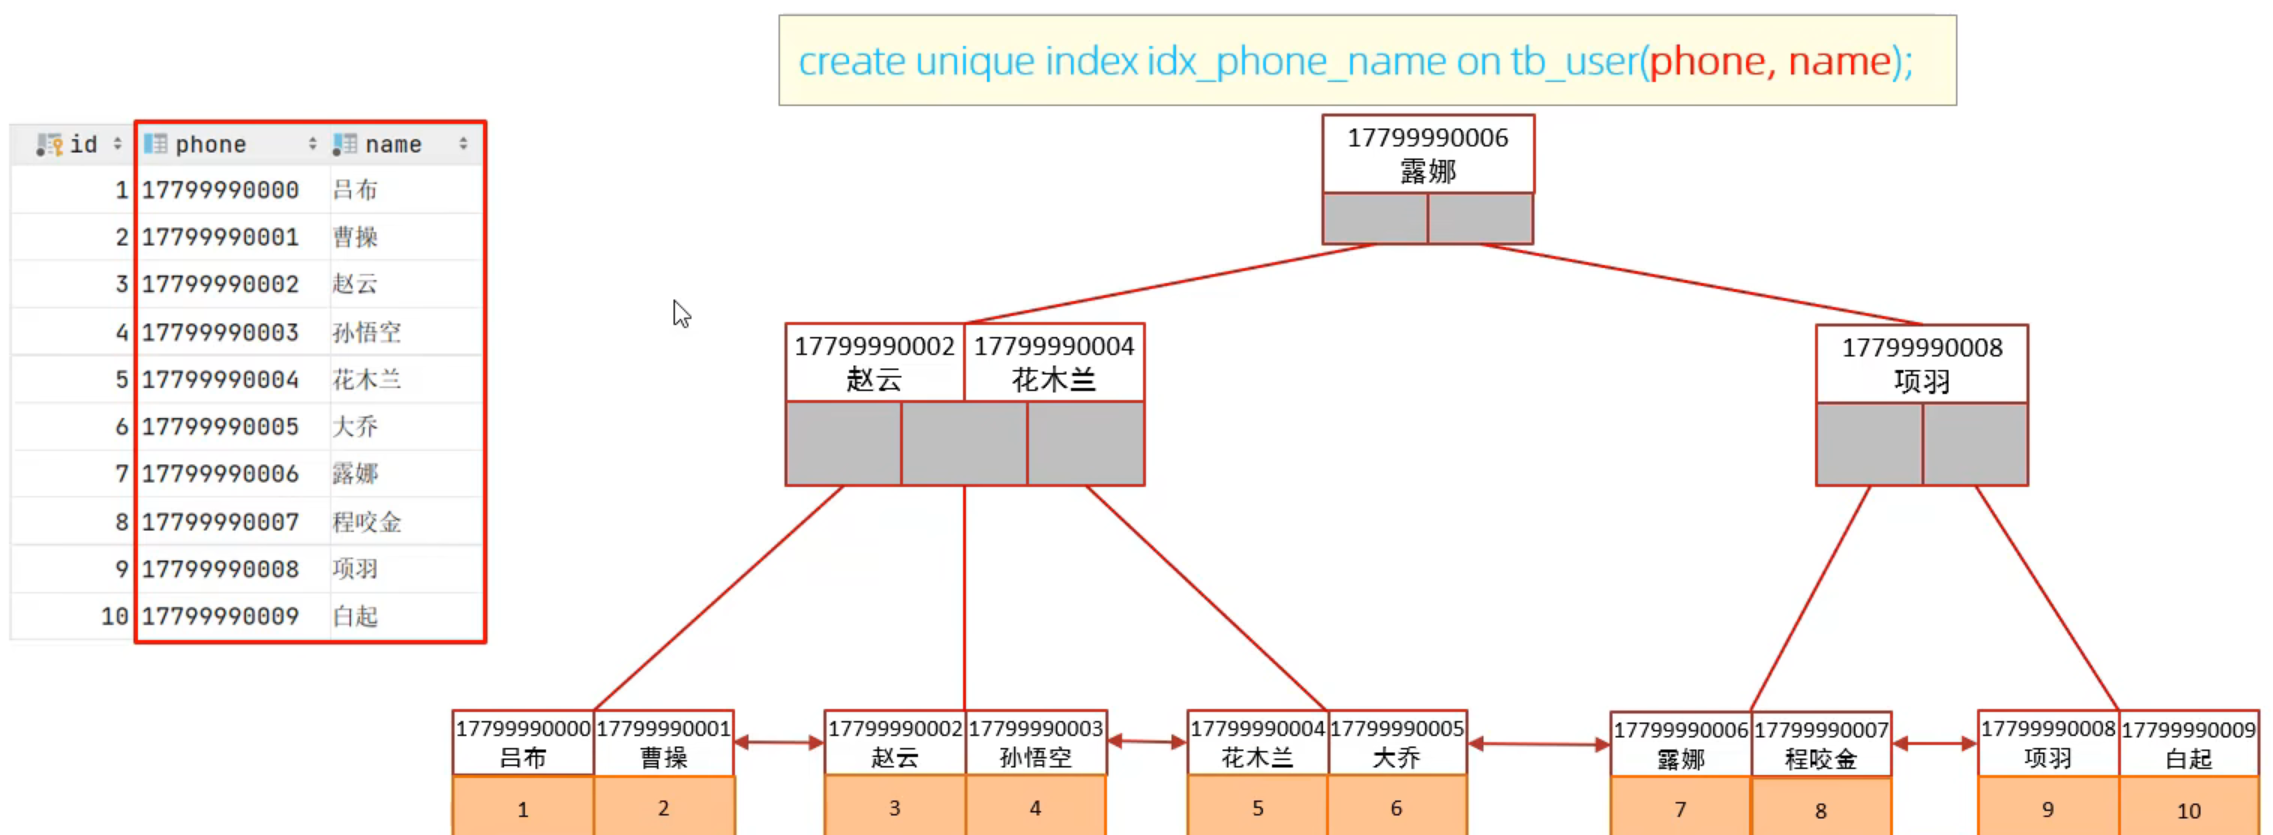 create unique index idx_phone_name on tb_user(phone, name);
id phone name
1 17799990000 吕布
2 17799990001 曹操
3 17799990002 赵云
4 17799990003 孙悟空
5 17799990004 花木兰
6 17799990005 大乔
7 17799990006 露娜
8 17799990007 程咬金
9 17799990008 项羽
10 17799990009 白起
17799990006
露娜
17799990002 17799990004
赵云 花木兰
17799990008
项羽
17799990000 17799990001 17799990002 17799990003 17799990004 17799990005 17799990006 17799990007 17799990008 17799990009
吕布 曹操 赵云 孙悟空 花木兰 大乔 露娜 程咬金 项羽 白起
1 2 3 4 5 6 7 8 9 10